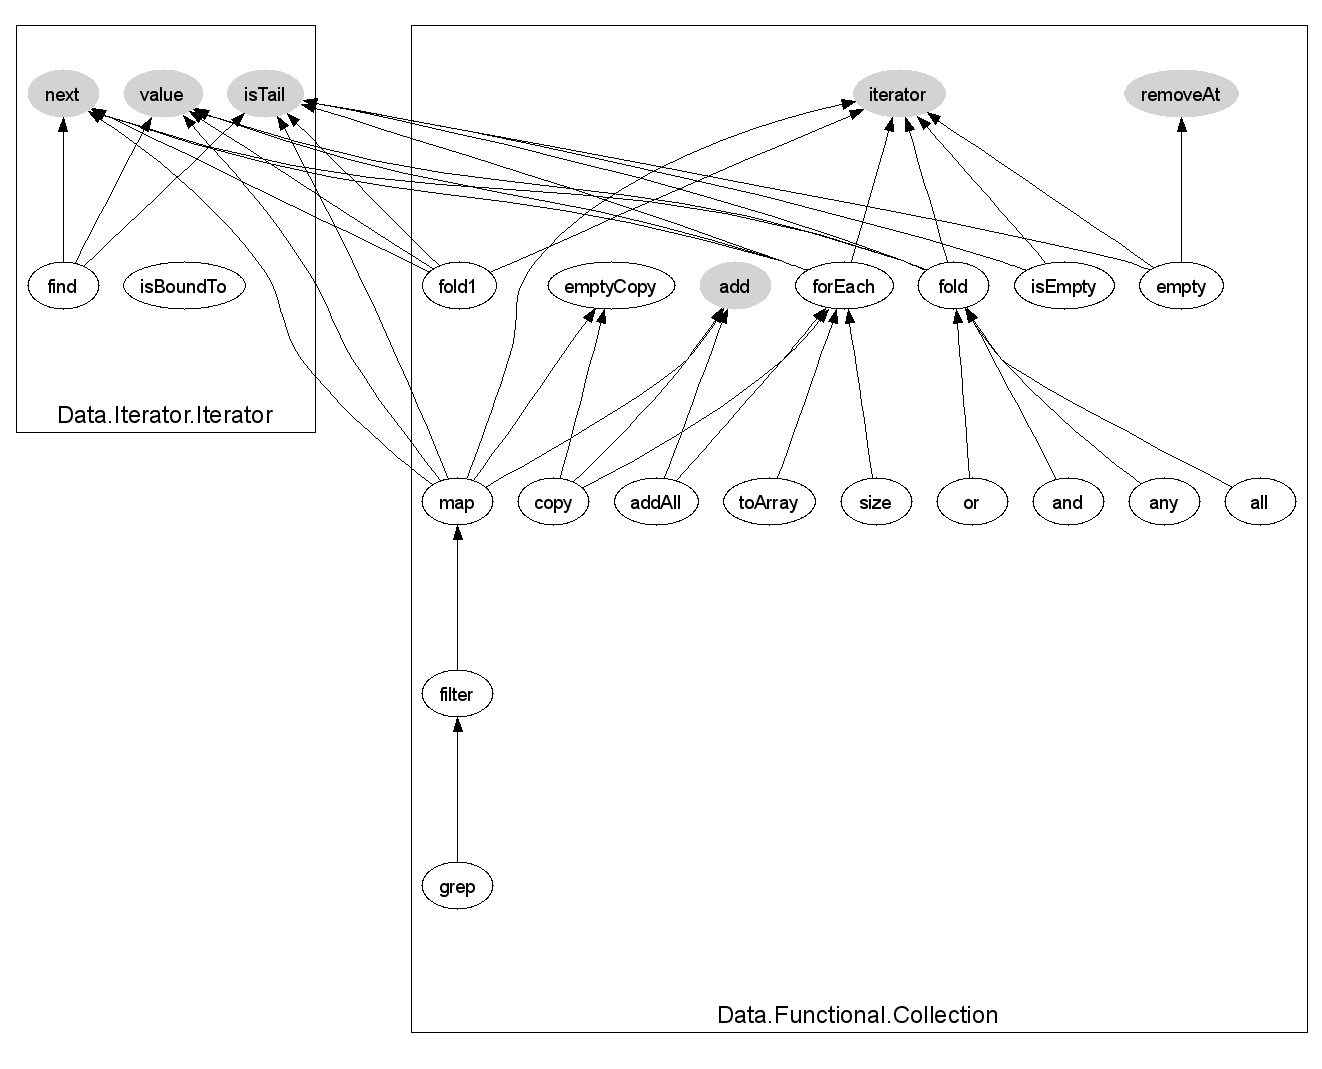 next
value
isTail
iterator
removeAt
find
isBoundTo
fold1
emptyCopy
add
forEach
fold
isEmpty
empty
Data.Iterator.Iterator
map
copy
addAll
toArray
size
or
and
any
all
filter
grep
Data.Functional.Collection